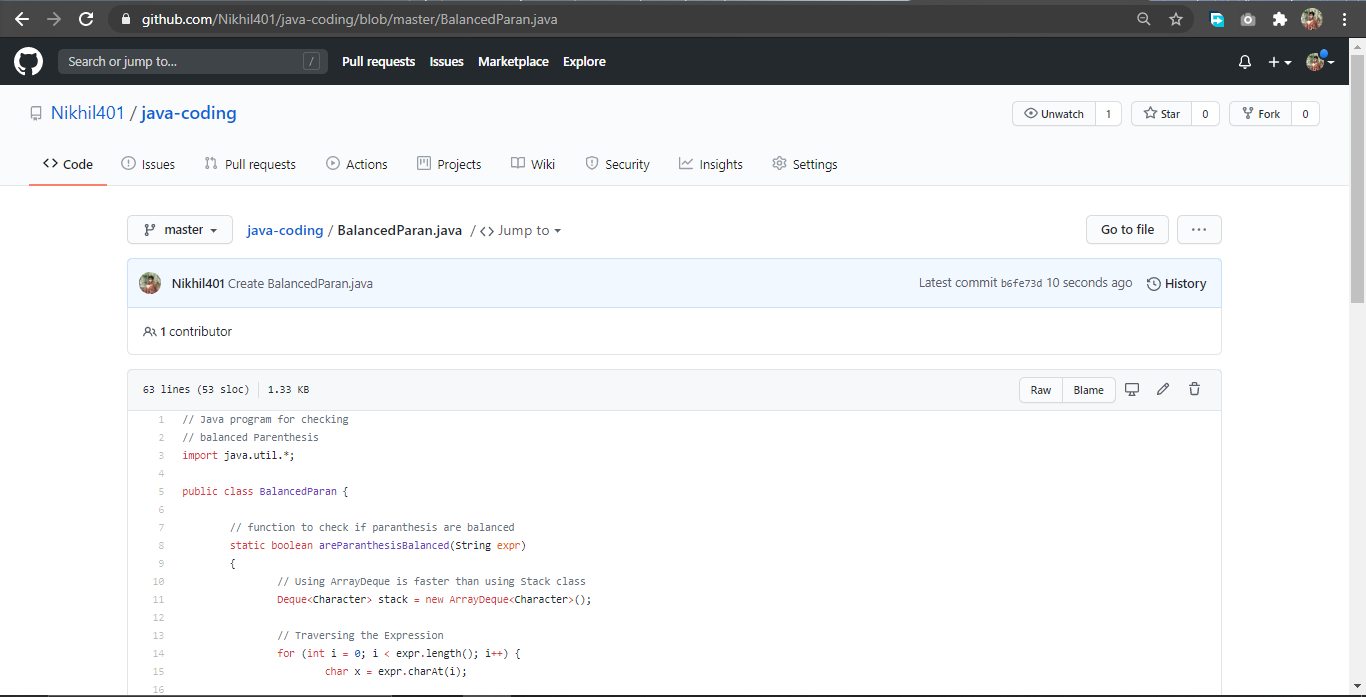 github.com/Nikhil401/java-coding/blob/master/BalancedParan.java
Search or jump to... / Pull requests Issues Marketplace Explore
Nikhil401 / java-coding Unwatch 1 Star 0 Fork 0
Code Issues Pull requests Actions Projects Wiki Security Insights Settings
master java-coding / BalancedParan.java / <> Jump to Go to file ...
Nikhil401 Create BalancedParan.java Latest commit b6fe73d 10 seconds ago History
1 contributor
63 lines (53 sloc) 1.33 KB Raw Blame
1 // Java program for checking
2 // balanced Parenthesis
3 import java.util.*;
4
5 public class BalancedParan {
6
7 // function to check if paranthesis are balanced
8 static boolean areParanthesisBalanced(String expr)
9 {
10 // Using ArrayDeque is faster than using Stack class
11 Deque<Character> stack = new ArrayDeque<Character>();
12
13 // Traversing the Expression
14 for (int i = 0; i < expr.length(); i++) {
15 char x = expr.charAt(i);
16